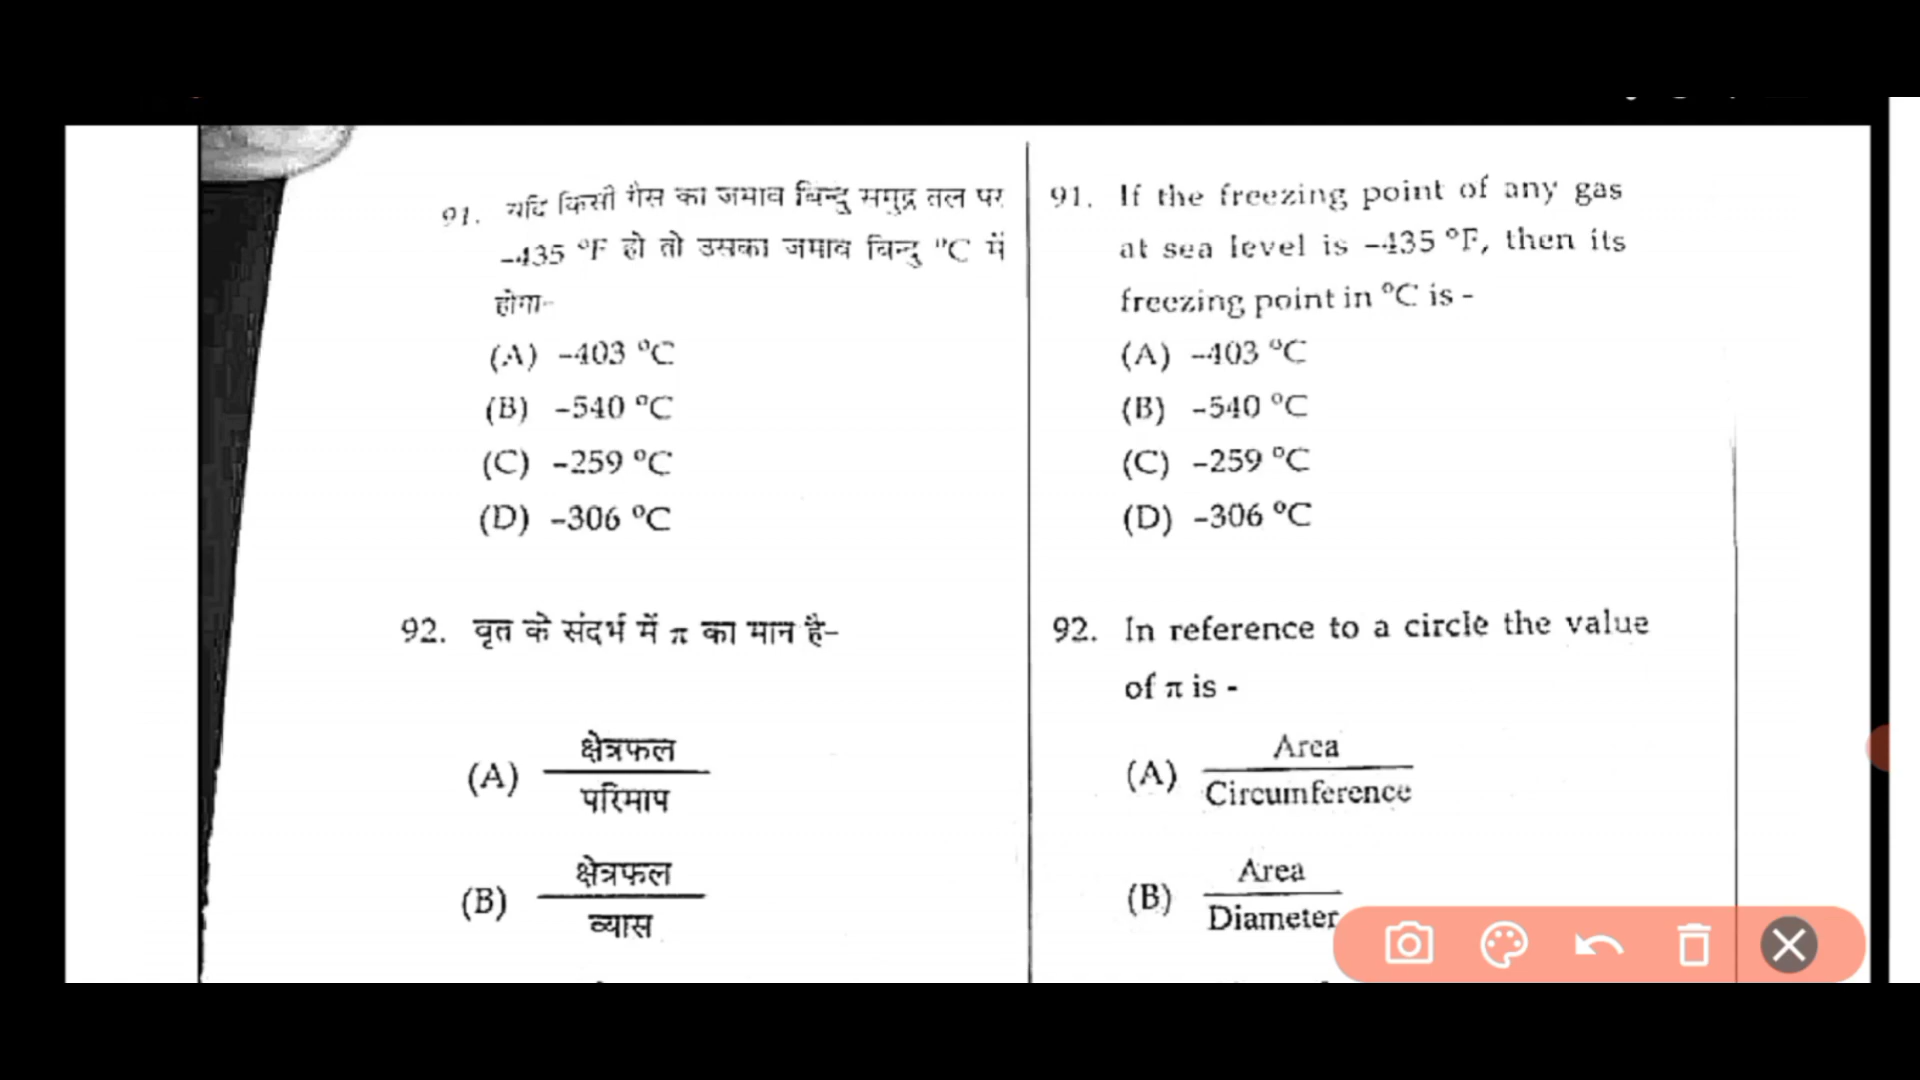 91. यदि किसी गैस का जमाव बिन्दु समुद्र तल पर
-435 °F हो तो उसका जमाव बिन्दु °C में
होगा-
(A) -403 °C
(B) -540 °C
(C) -259 °C
(D) -306 °C
92. वृत के संदर्भ में π का मान है-
(A) क्षेत्रफल
परिमाप
(B) क्षेत्रफल
व्यास
91. If the freezing point of any gas
at sea level is -435 °F, then its
freezing point in °C is -
(A) -403 °C
(B) -540 °C
(C) -259 °C
(D) -306 °C
92. In reference to a circle the value
of π is -
(A) Area
Circumference
(B) Area
Diameter